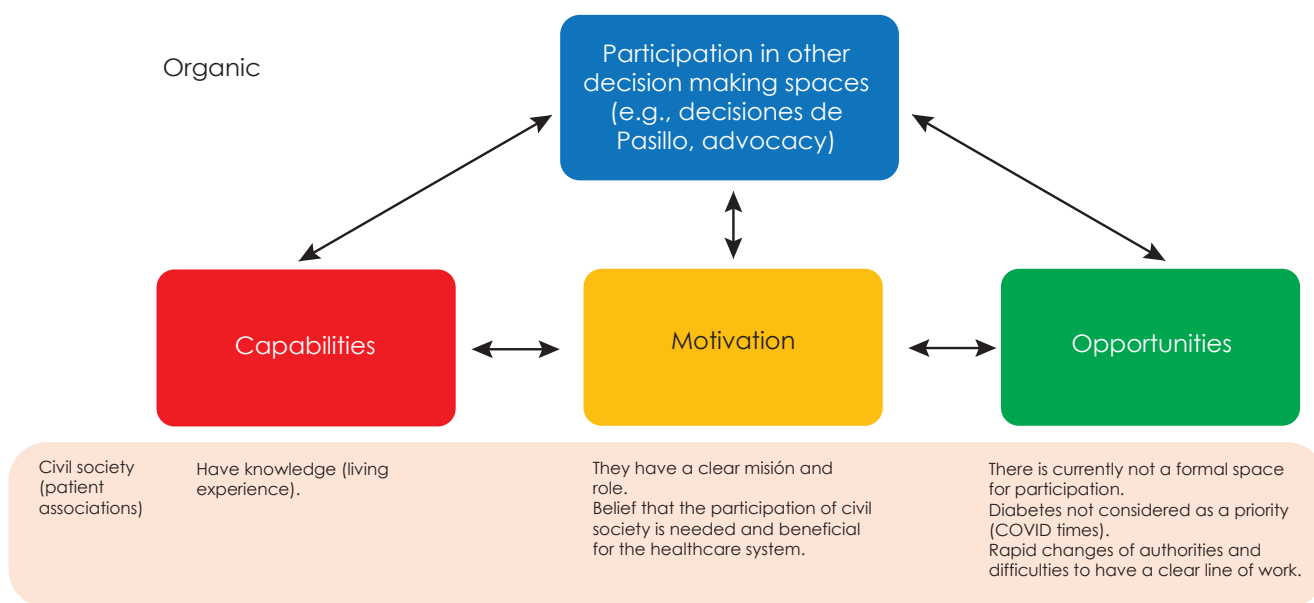 Organic
Participation in other
decision making spaces
(e.g., decisiones de
Pasillo, advocacy)
Capabilities
Motivation
Opportunities
Civil society
(patient
associations)
Have knowledge (living
experience).
They have a clear misión and
role.
Belief that the participation of civil
society is needed and beneficial
for the healthcare system.
There is currently not a formal space
for participation.
Diabetes not considered as a priority
(COVID times).
Rapid changes of authorities and
difficulties to have a clear line of work.